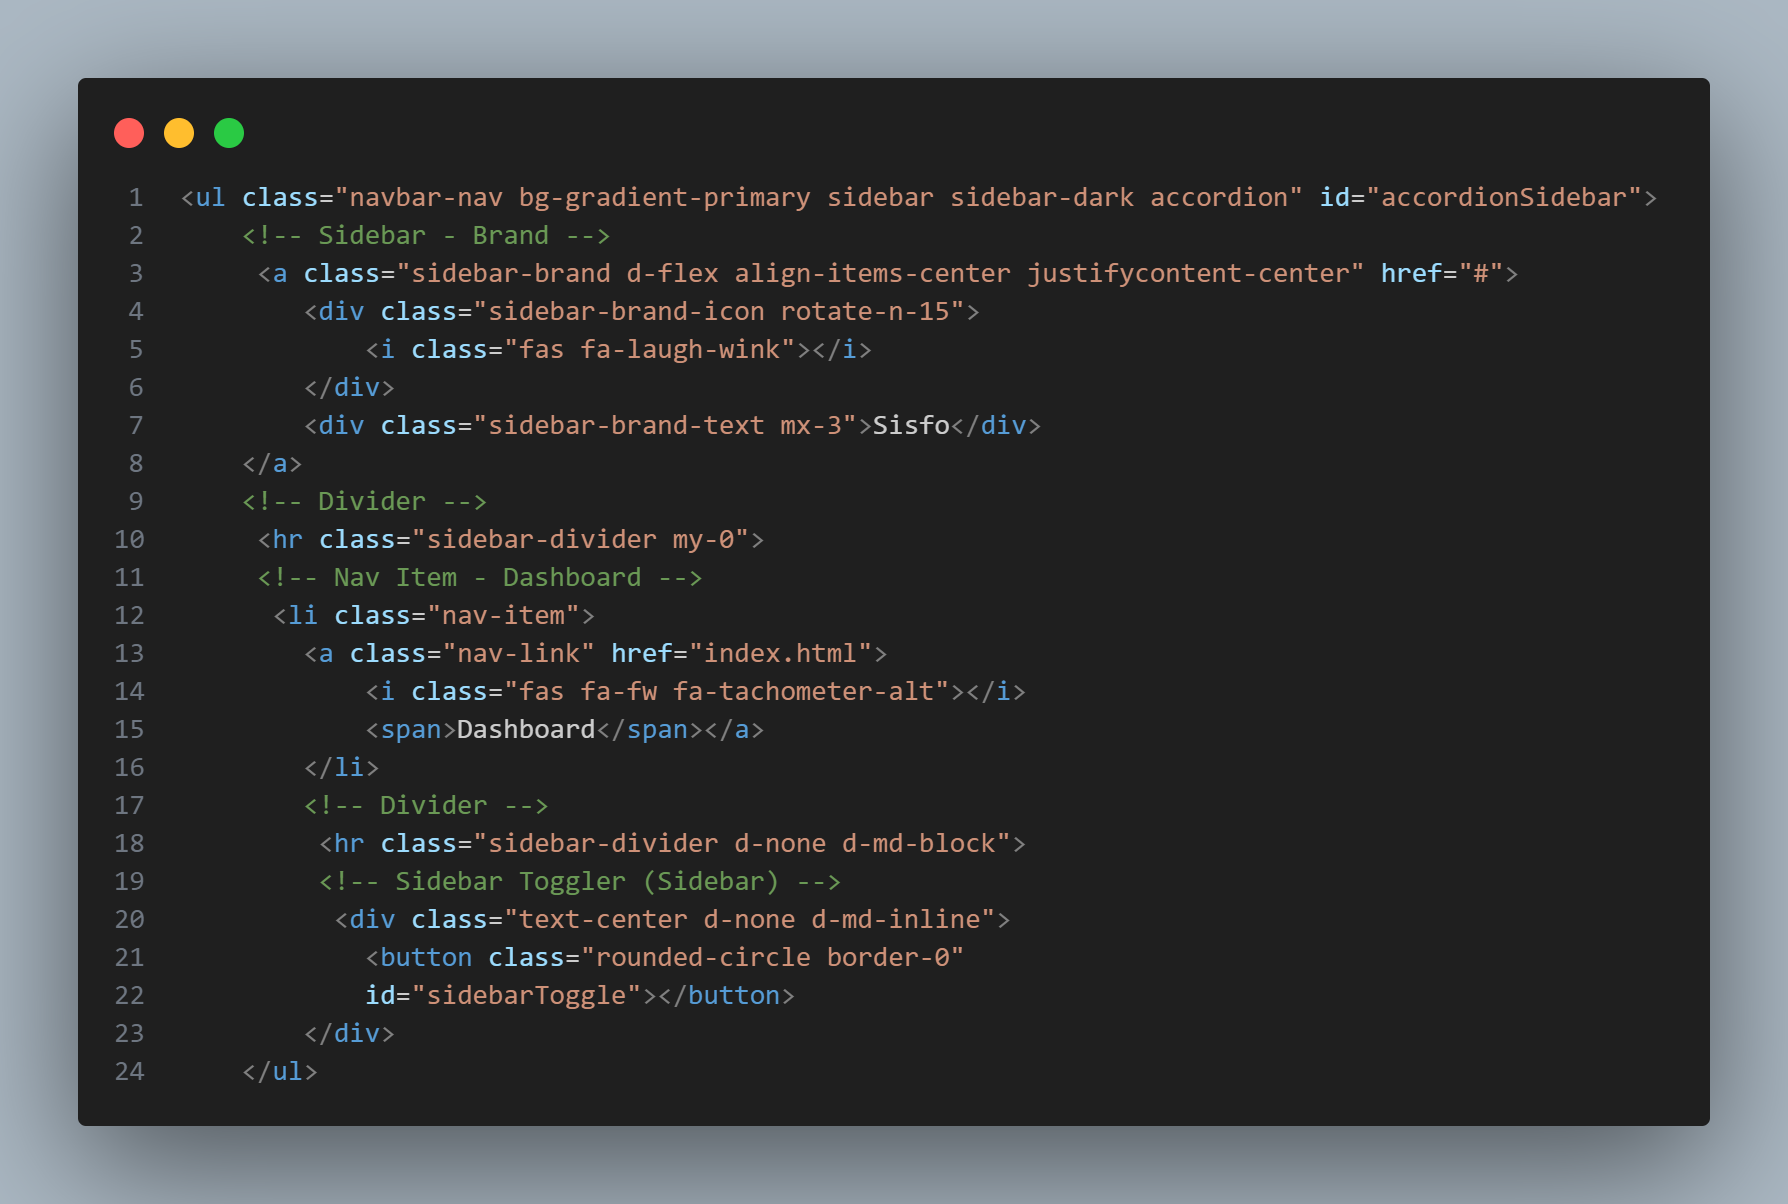 1 <ul class="navbar-nav bg-gradient-primary sidebar sidebar-dark accordion" id="accordionSidebar">
2     <!-- Sidebar - Brand -->
3      <a class="sidebar-brand d-flex align-items-center justifycontent-center" href="#">
4         <div class="sidebar-brand-icon rotate-n-15">
5             <i class="fas fa-laugh-wink"></i>
6         </div>
7         <div class="sidebar-brand-text mx-3">Sisfo</div>
8     </a>
9     <!-- Divider -->
10      <hr class="sidebar-divider my-0">
11      <!-- Nav Item - Dashboard -->
12       <li class="nav-item">
13         <a class="nav-link" href="index.html">
14             <i class="fas fa-fw fa-tachometer-alt"></i>
15             <span>Dashboard</span></a>
16         </li>
17         <!-- Divider -->
18          <hr class="sidebar-divider d-none d-md-block">
19          <!-- Sidebar Toggler (Sidebar) -->
20           <div class="text-center d-none d-md-inline">
21             <button class="rounded-circle border-0"
22             id="sidebarToggle"></button>
23         </div>
24     </ul>